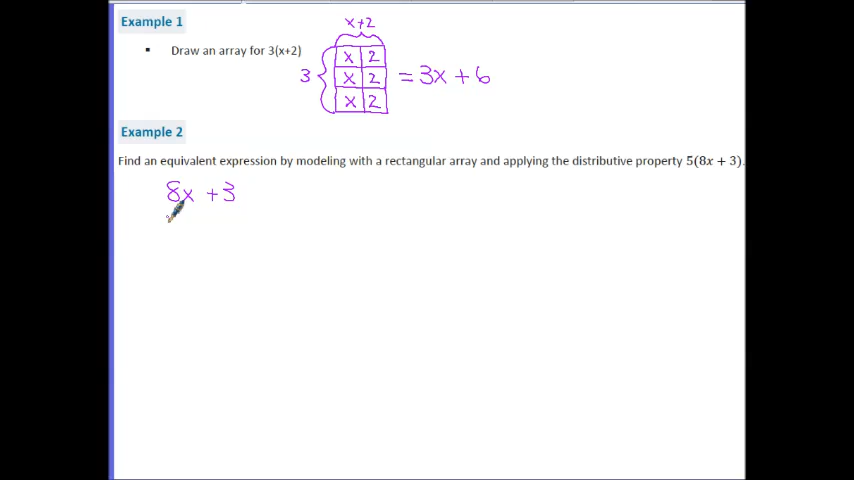 Example 1
x+2
▪ Draw an array for 3(x+2)
x 2
3 x 2 = 3x + 6
x 2
Example 2
Find an equivalent expression by modeling with a rectangular array and applying the distributive property 5(8x + 3).
8x + 3